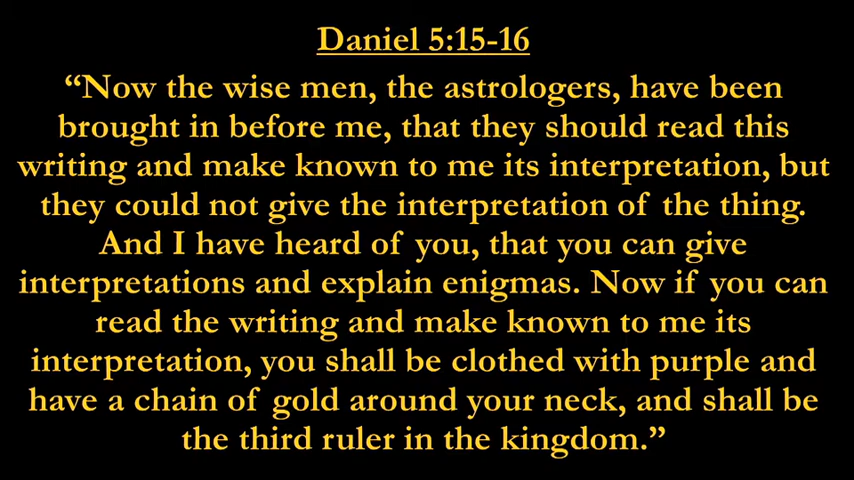 Daniel 5:15-16
“Now the wise men, the astrologers, have been
brought in before me, that they should read this
writing and make known to me its interpretation, but
they could not give the interpretation of the thing.
And I have heard of you, that you can give
interpretations and explain enigmas. Now if you can
read the writing and make known to me its
interpretation, you shall be clothed with purple and
have a chain of gold around your neck, and shall be
the third ruler in the kingdom.”